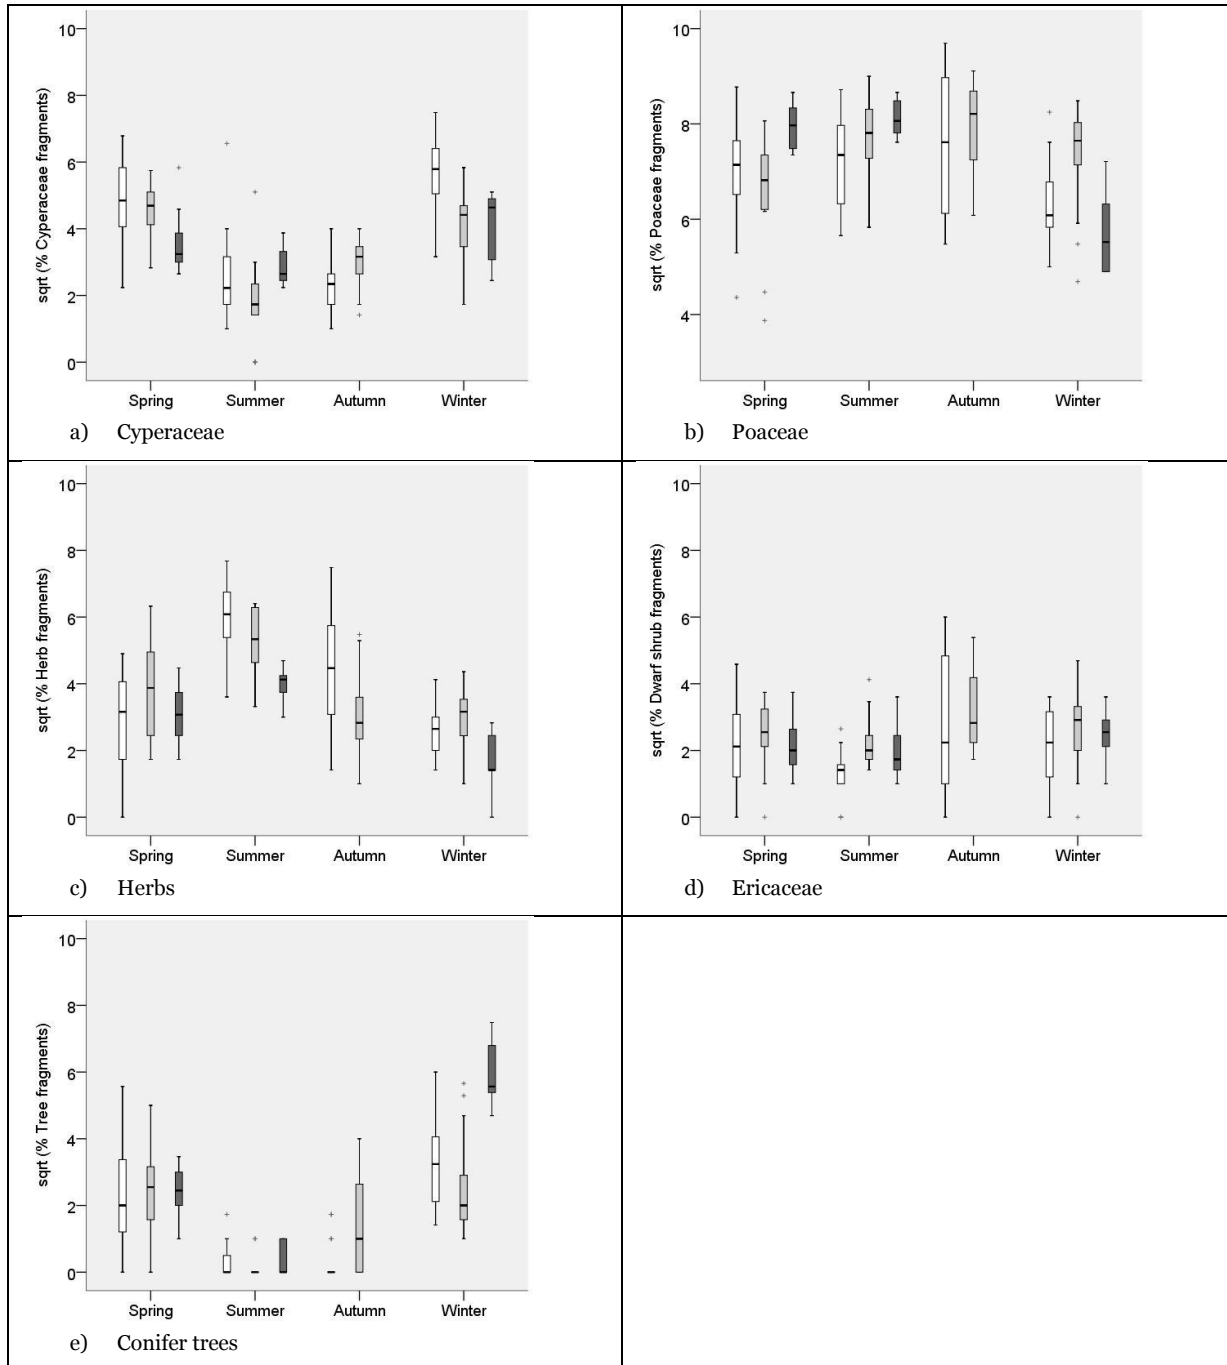 sqrt (% Cyperaceae fragments)
10
8
6
4
2
0
Spring Summer Autumn Winter
a) Cyperaceae
sqrt (% Poaceae fragments)
10
8
6
4
Spring Summer Autumn Winter
b) Poaceae
sqrt (% Herb fragments)
10
8
6
4
2
0
Spring Summer Autumn Winter
c) Herbs
sqrt (% Dwarf shrub fragments)
10
8
6
4
2
0
Spring Summer Autumn Winter
d) Ericaceae
sqrt (% Tree fragments)
10
8
6
4
2
0
Spring Summer Autumn Winter
e) Conifer trees